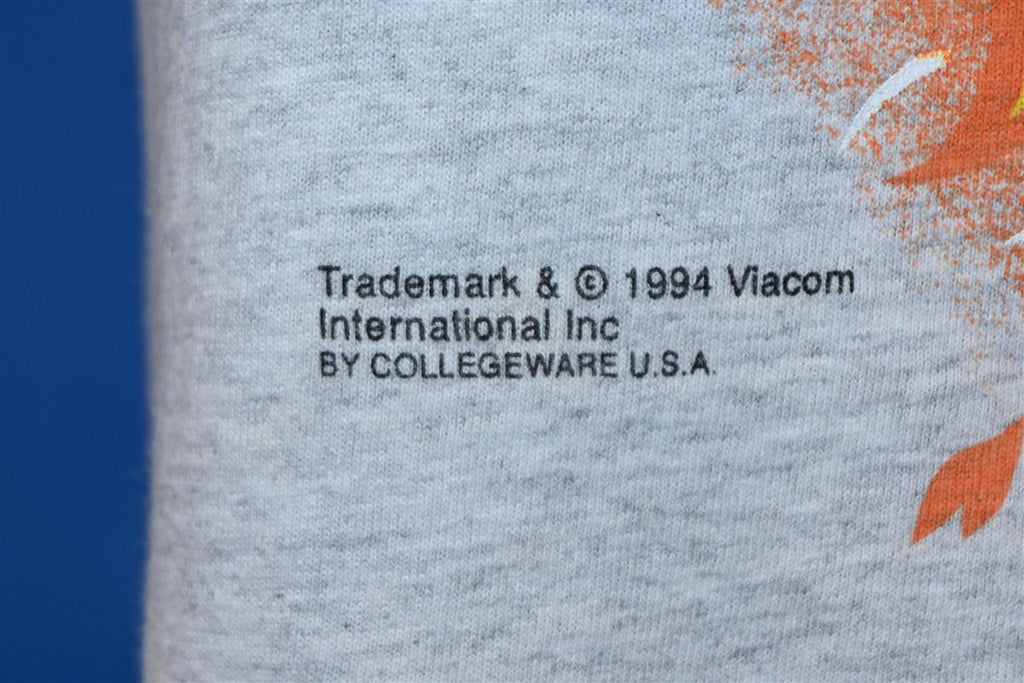 Trademark & © 1994 Viacom
International Inc
BY COLLEGEWARE U.S.A.